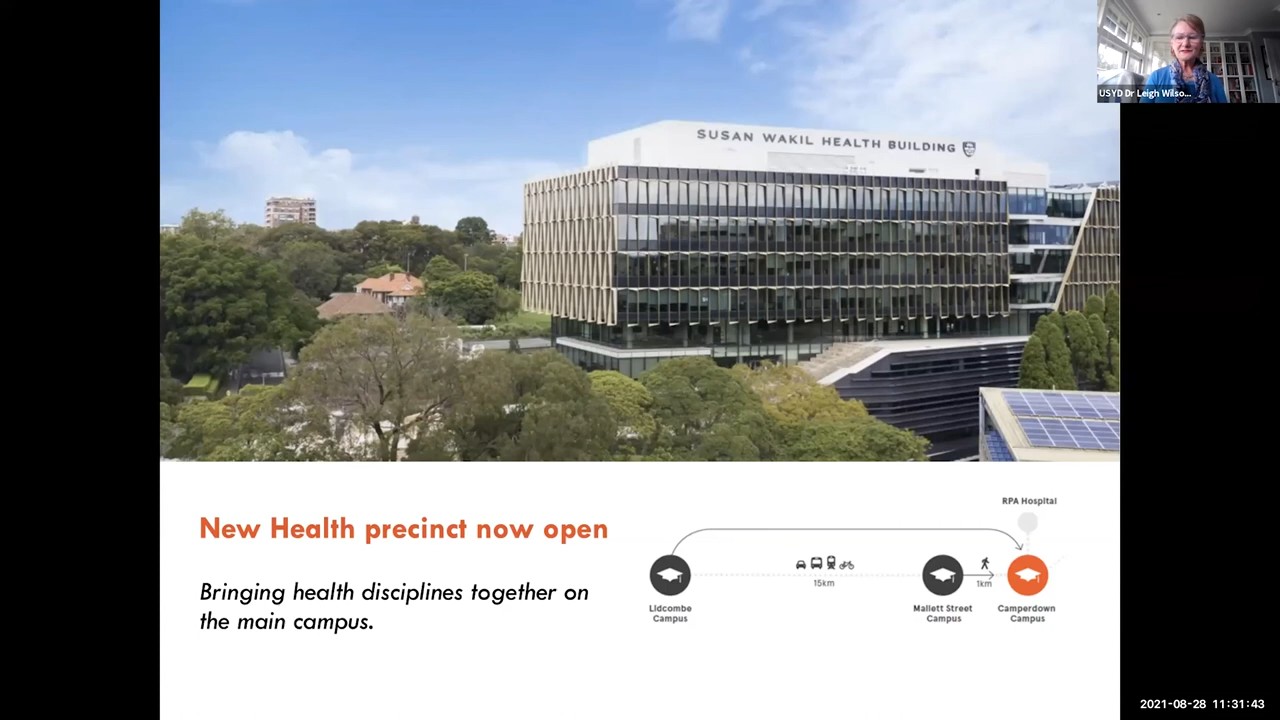 USYD Dr Leigh Wilso...
SUSAN WAKIL HEALTH BUILDING
New Health precinct now open
Bringing health disciplines together on
the main campus.
RPA Hospital
15km
1km
Lidcombe
Campus
Mallett Street
Campus
Camperdown
Campus
2021-08-28 11:31:43